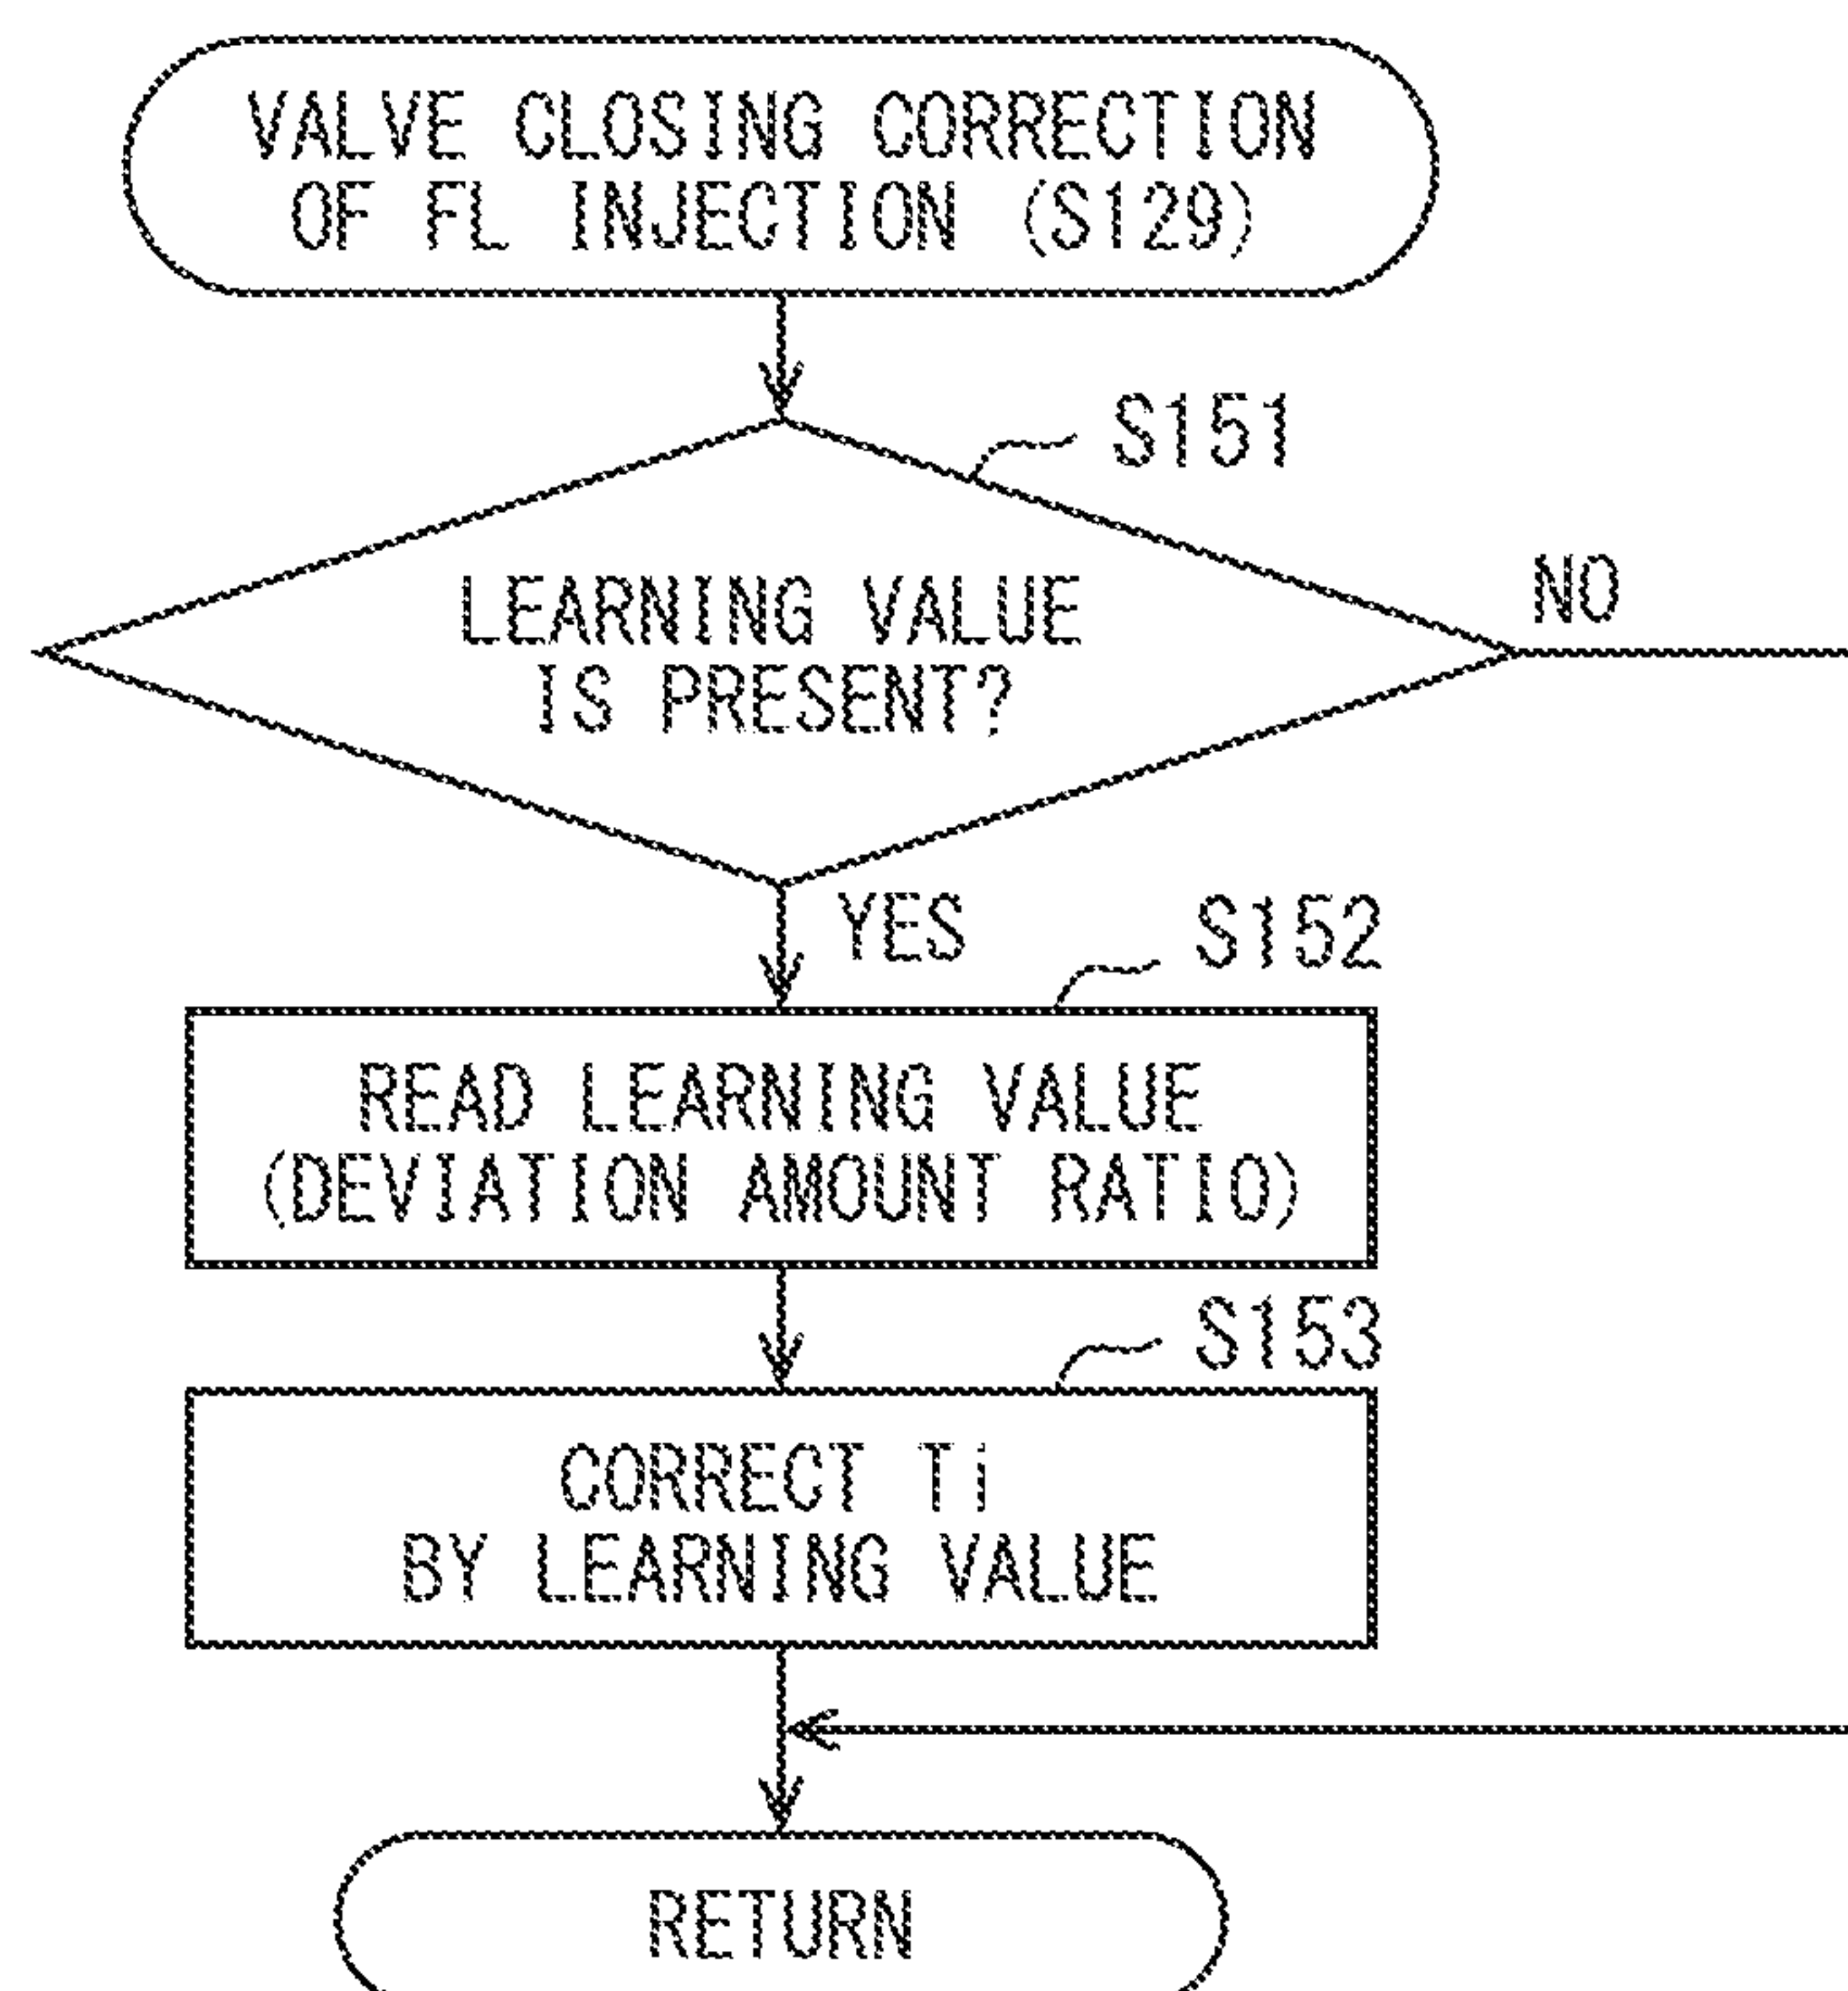 VALVE CLOSING CORRECTION
OF FL INJECTION (S129)
S151
LEARNING VALUE
IS PRESENT?
NO
YES
S152
READ LEARNING VALUE
(DEVIATION AMOUNT RATIO)
S153
CORRECT Ti
BY LEARNING VALUE
RETURN